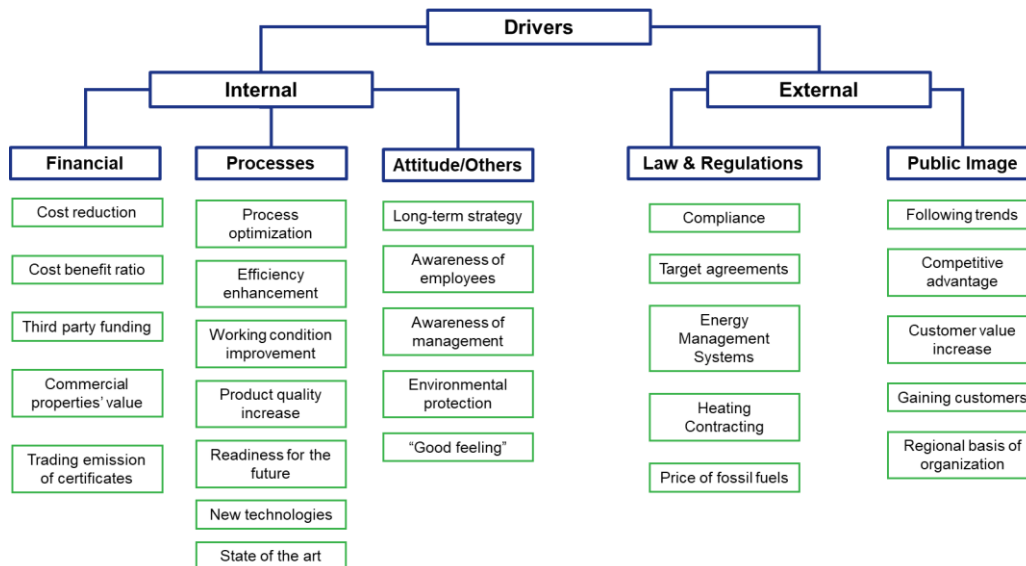 Drivers
Internal
External
Financial
Processes
Attitude/Others
Law & Regulations
Public Image
Cost reduction
Cost benefit ratio
Third party funding
Commercial
properties’ value
Trading emission
of certificates
Process
optimization
Efficiency
enhancement
Working condition
improvement
Product quality
increase
Readiness for the
future
New technologies
State of the art
Long-term strategy
Awareness of
employees
Awareness of
management
Environmental
protection
“Good feeling”
Compliance
Target agreements
Energy
Management
Systems
Heating
Contracting
Price of fossil fuels
Following trends
Competitive
advantage
Customer value
increase
Gaining customers
Regional basis of
organization